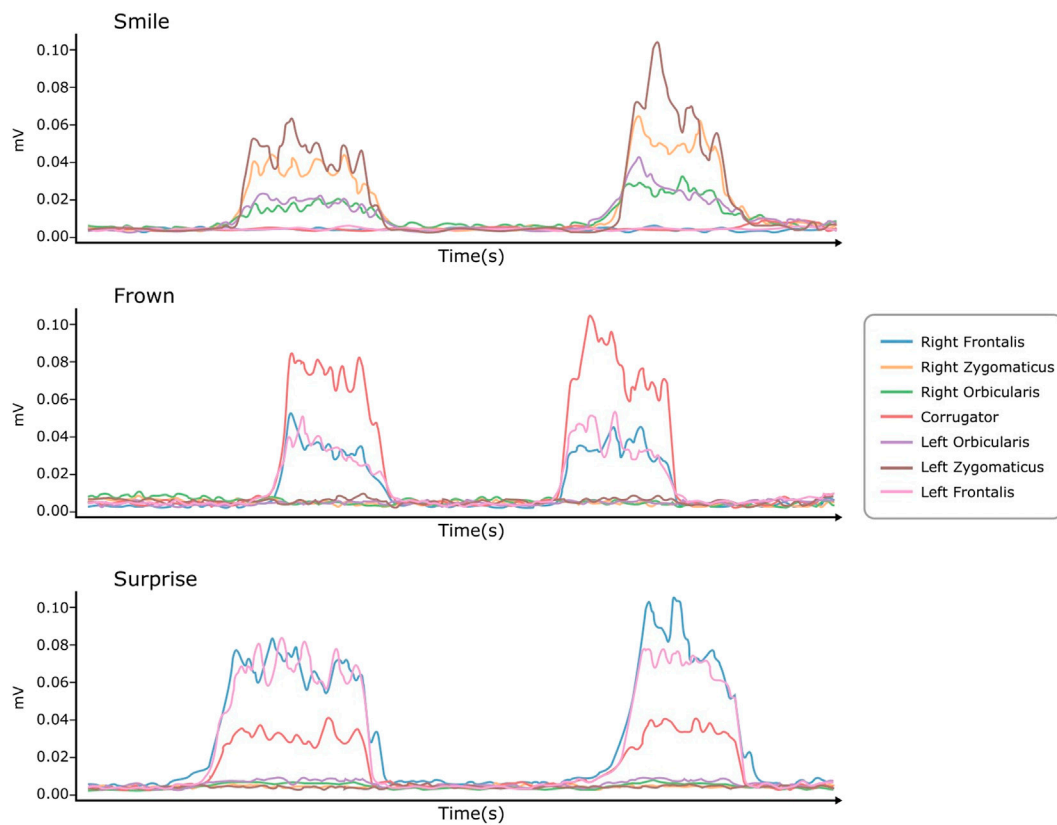 Smile
0.10
0.08
0.06
0.04
0.02
0.00
mV
Time(s)
Frown
0.10
0.08
0.06
0.04
0.02
0.00
mV
Time(s)
Right Frontalis
Right Zygomaticus
Right Orbicularis
Corrugator
Left Orbicularis
Left Zygomaticus
Left Frontalis
Surprise
0.10
0.08
0.06
0.04
0.02
0.00
mV
Time(s)